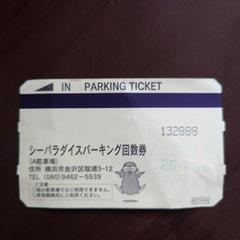 IN PARKING TICKET
132888
シーパラダイスパーキング回数券
(A駐車場)
住所 横浜市金沢区福浦3-12
TEL (080)9462-5539